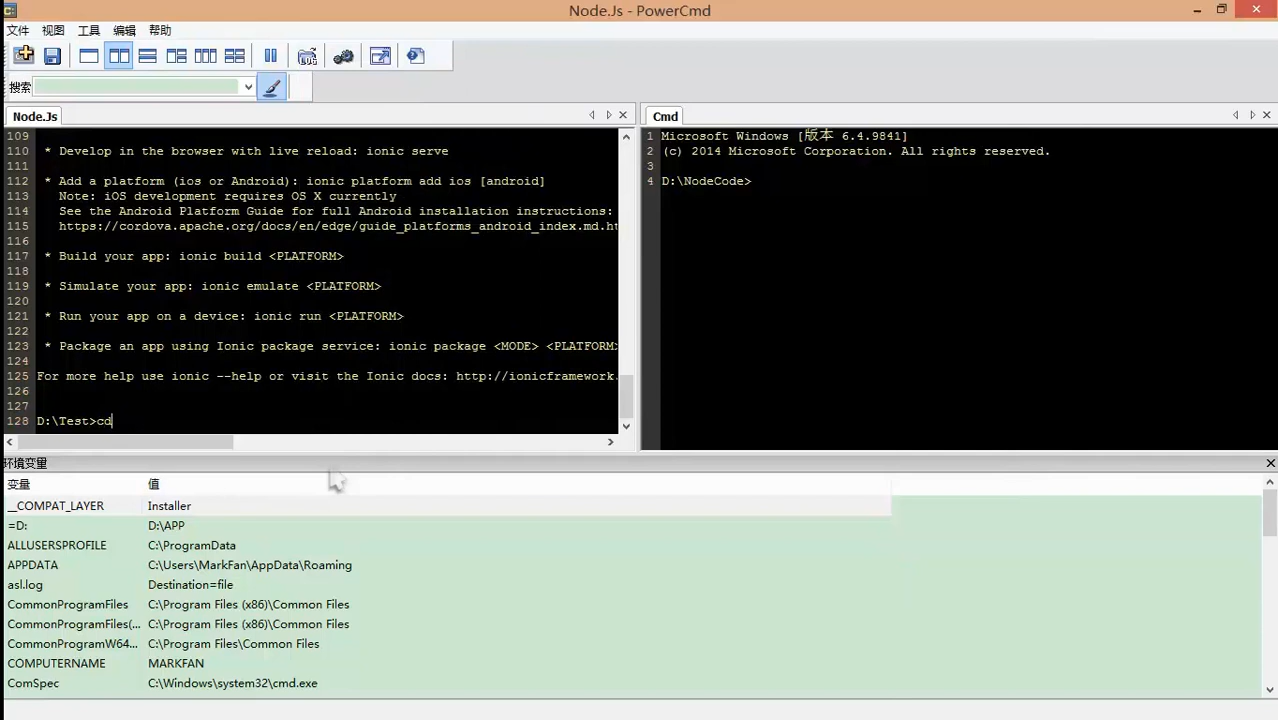 Node.Js - PowerCmd
文件 视图 工具 编辑 帮助
搜索
Node.Js
109
110 * Develop in the browser with live reload: ionic serve
111
112 * Add a platform (ios or Android): ionic platform add ios [android]
113 Note: iOS development requires OS X currently
114 See the Android Platform Guide for full Android installation instructions:
115 https://cordova.apache.org/docs/en/edge/guide_platforms_android_index.md.ht
116
117 * Build your app: ionic build <PLATFORM>
118
119 * Simulate your app: ionic emulate <PLATFORM>
120
121 * Run your app on a device: ionic run <PLATFORM>
122
123 * Package an app using Ionic package service: ionic package <MODE> <PLATFORM>
124
125 For more help use ionic --help or visit the Ionic docs: http://ionicframework.
126
127
128 D:\Test>cd
Cmd
1 Microsoft Windows [版本 6.4.9841]
2 (c) 2014 Microsoft Corporation. All rights reserved.
3
4 D:\NodeCode>
环境变量
变量 值
__COMPAT_LAYER Installer
=D: D:\APP
ALLUSERSPROFILE C:\ProgramData
APPDATA C:\Users\MarkFan\AppData\Roaming
asl.log Destination=file
CommonProgramFiles C:\Program Files (x86)\Common Files
CommonProgramFiles(... C:\Program Files (x86)\Common Files
CommonProgramW64... C:\Program Files\Common Files
COMPUTERNAME MARKFAN
ComSpec C:\Windows\system32\cmd.exe